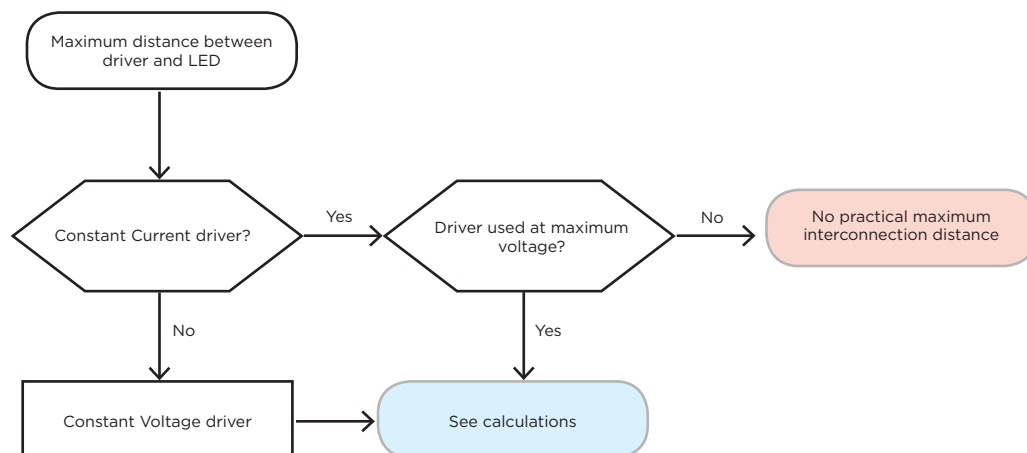 Maximum distance between
driver and LED
Constant Current driver?
Yes
Driver used at maximum
voltage?
No
No practical maximum
interconnection distance
No
Yes
Constant Voltage driver
See calculations